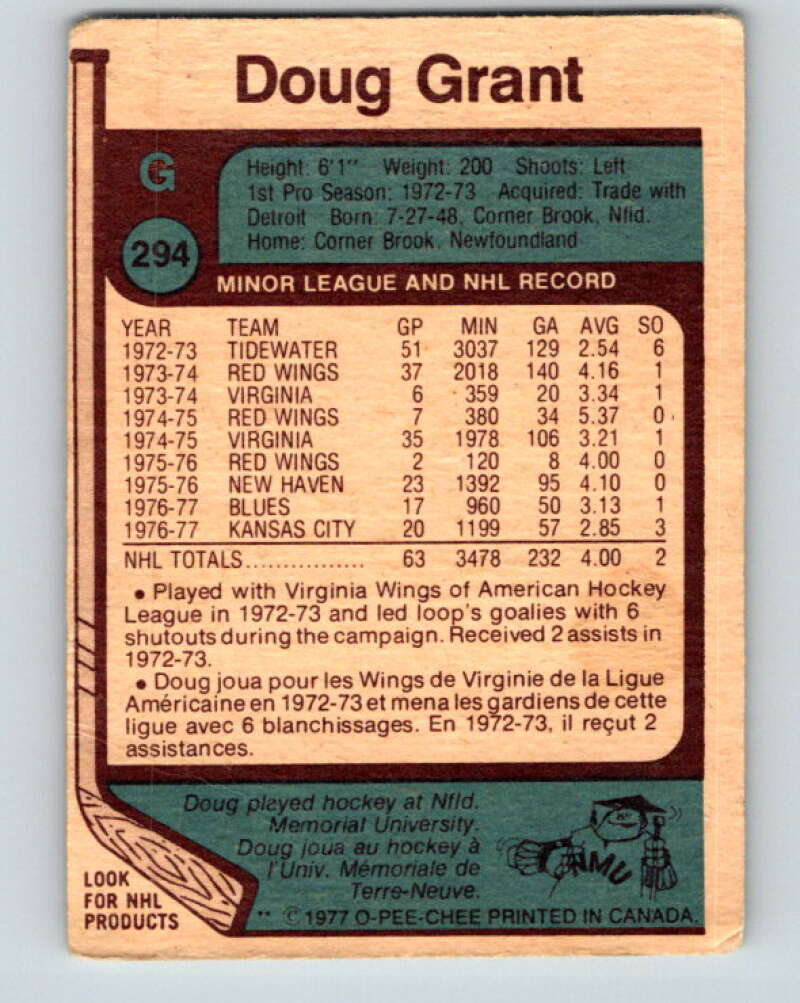 Doug Grant
G
Height: 6'1" Weight: 200 Shoots: Left
1st Pro Season: 1972-73 Acquired: Trade with
Detroit Born: 7-27-48, Corner Brook, Nfld.
Home: Corner Brook, Newfoundland
294
MINOR LEAGUE AND NHL RECORD
YEAR TEAM GP MIN GA AVG SO
1972-73 TIDEWATER 51 3037 129 2.54 6
1973-74 RED WINGS 37 2018 140 4.16 1
1973-74 VIRGINIA 6 359 20 3.34 1
1974-75 RED WINGS 7 380 34 5.37 0
1974-75 VIRGINIA 35 1978 106 3.21 1
1975-76 RED WINGS 2 120 8 4.00 0
1975-76 NEW HAVEN 23 1392 95 4.10 0
1976-77 BLUES 17 960 50 3.13 1
1976-77 KANSAS CITY 20 1199 57 2.85 3
NHL TOTALS................ 63 3478 232 4.00 2
• Played with Virginia Wings of American Hockey
League in 1972-73 and led loop's goalies with 6
shutouts during the campaign. Received 2 assists in
1972-73.
• Doug joua pour les Wings de Virginie de la Ligue
Américaine en 1972-73 et mena les gardiens de cette
ligue avec 6 blanchissages. En 1972-73, il reçut 2
assistances.
Doug played hockey at Nfld.
Memorial University.
Doug joua au hockey à
l'Univ. Mémoriale de
Terre-Neuve.
MU
LOOK
FOR NHL
PRODUCTS
** © 1977 O-PEE-CHEE PRINTED IN CANADA.